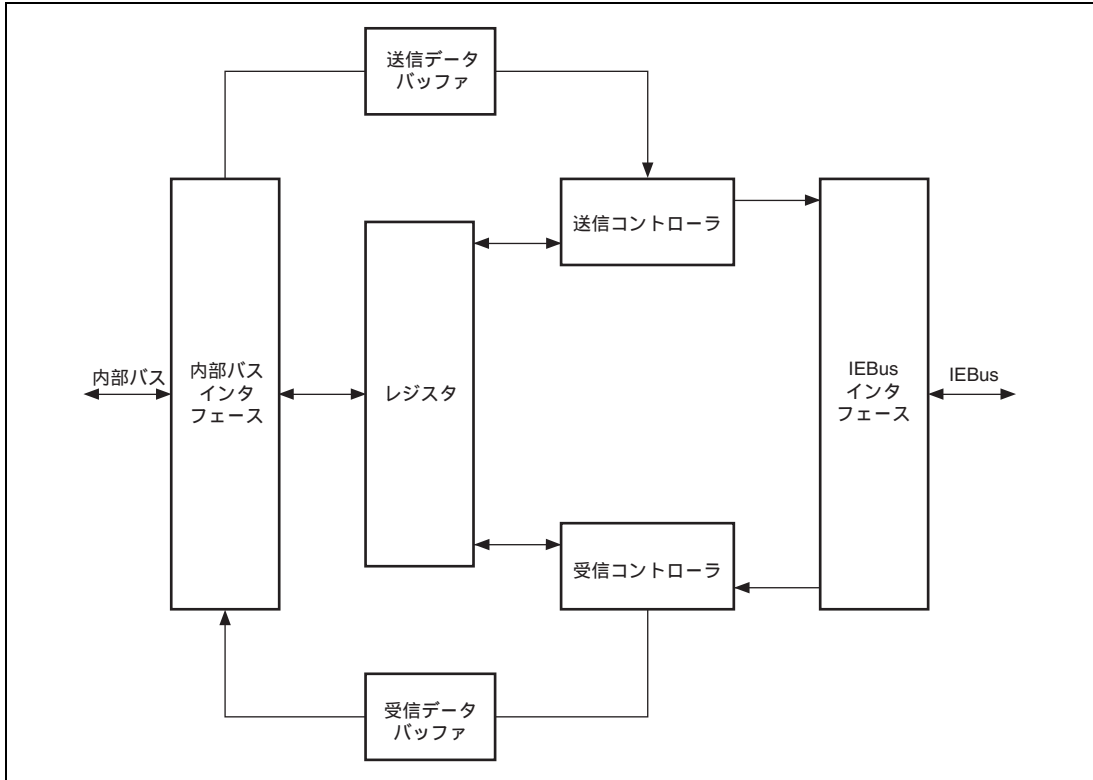 送信データ
バッファ
送信コントローラ
内部バス
内部バス
インタ
フェース
レジスタ
IEBus
インタ
フェース
IEBus
受信コントローラ
受信データ
バッファ